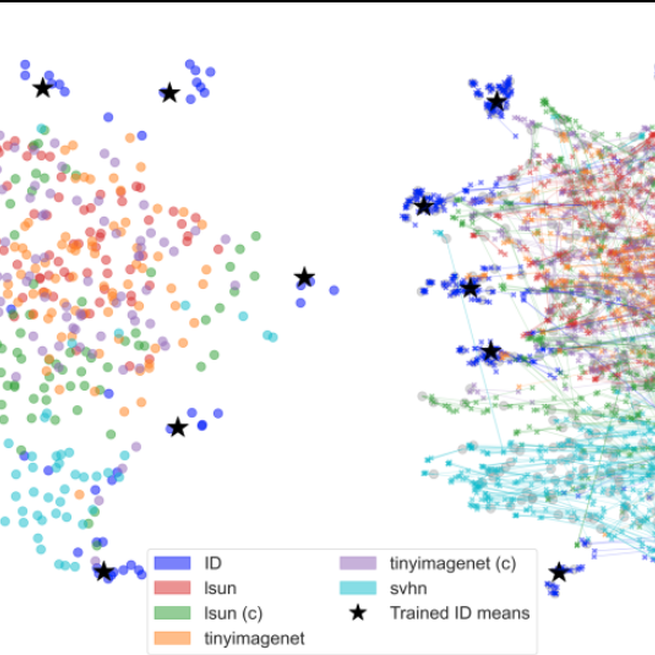 ID
lsun
lsun (c)
tinyimagenet
tinyimagenet (c)
svhn
Trained ID means